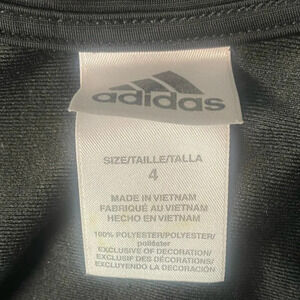 adidas
SIZE/TAILLE/TALLA
4
MADE IN VIETNAM
FABRIQUÉ AU VIETNAM
HECHO EN VIETNAM
100% POLYESTER/POLYESTER/
poliéster
EXCLUSIVE OF DECORATION/
EXCLUSIF DES DÉCORATIONS/
EXCLUYENDO LA DECORACIÓN